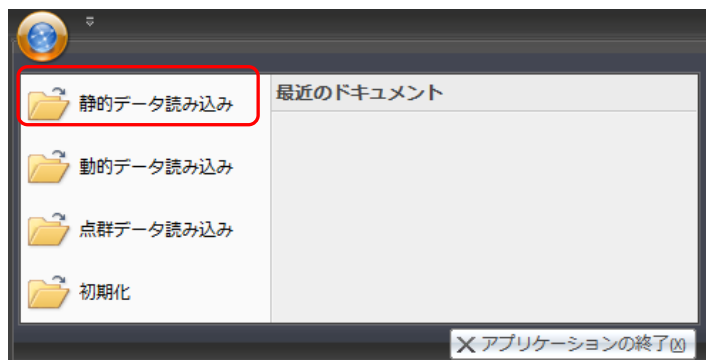 静的データ読み込み
最近のドキュメント
動的データ読み込み
点群データ読み込み
初期化
アプリケーションの終了(X)